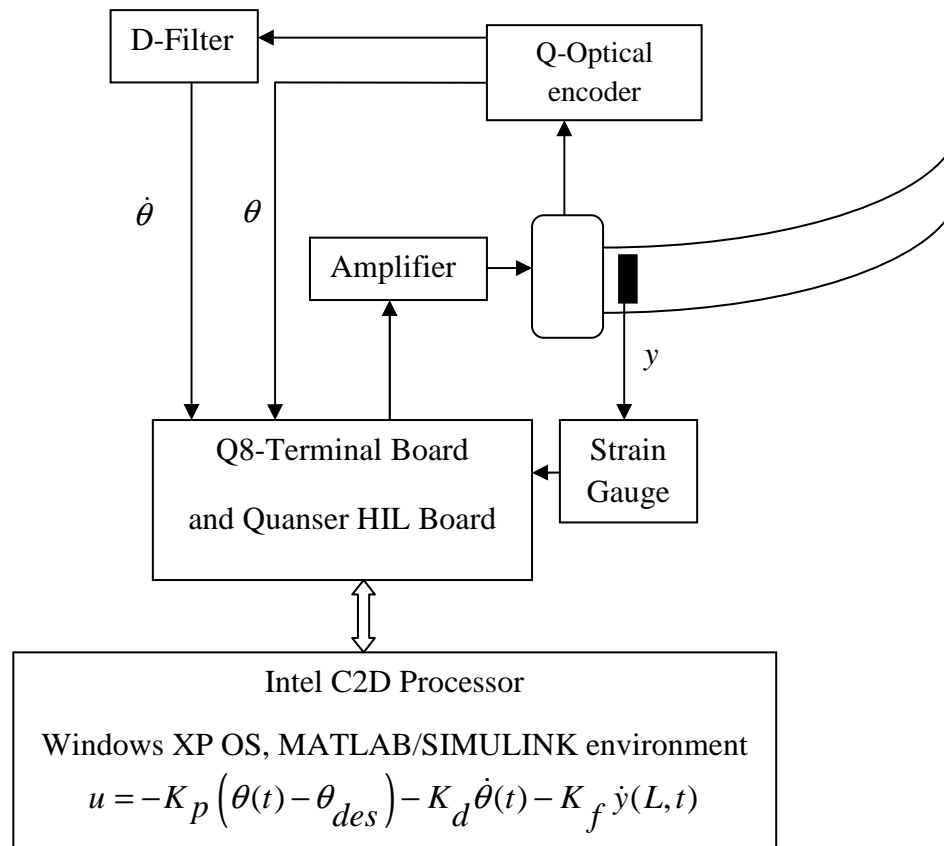 D-Filter
Q-Optical
encoder
θ̇
θ
Amplifier
y
Q8-Terminal Board
and Quanser HIL Board
Strain
Gauge
Intel C2D Processor
Windows XP OS, MATLAB/SIMULINK environment
u = −K_p (θ(t) − θ_des) − K_d θ̇(t) − K_f ẏ(L, t)